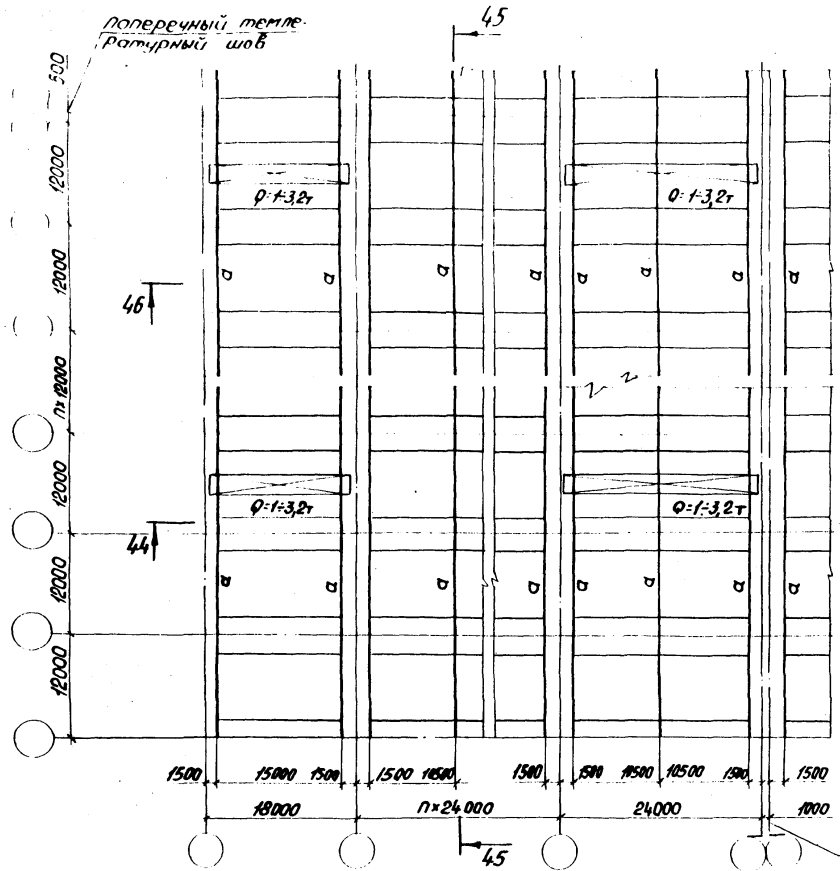 поперечный темпе-
ратурный шов
45
500
12000
Q=1÷3,2т
Q=1÷3,2т
12000
а
а
а
а
а
а
а
а
46
n×12000
12000
Q=1÷3,2т
Q=1÷3,2т
44
12000
а
а
а
а
а
а
а
а
12000
1500
15000
1500
1500
10500
1500
1500
10500
10500
1500
1500
18000
n×24000
24000
1000
45